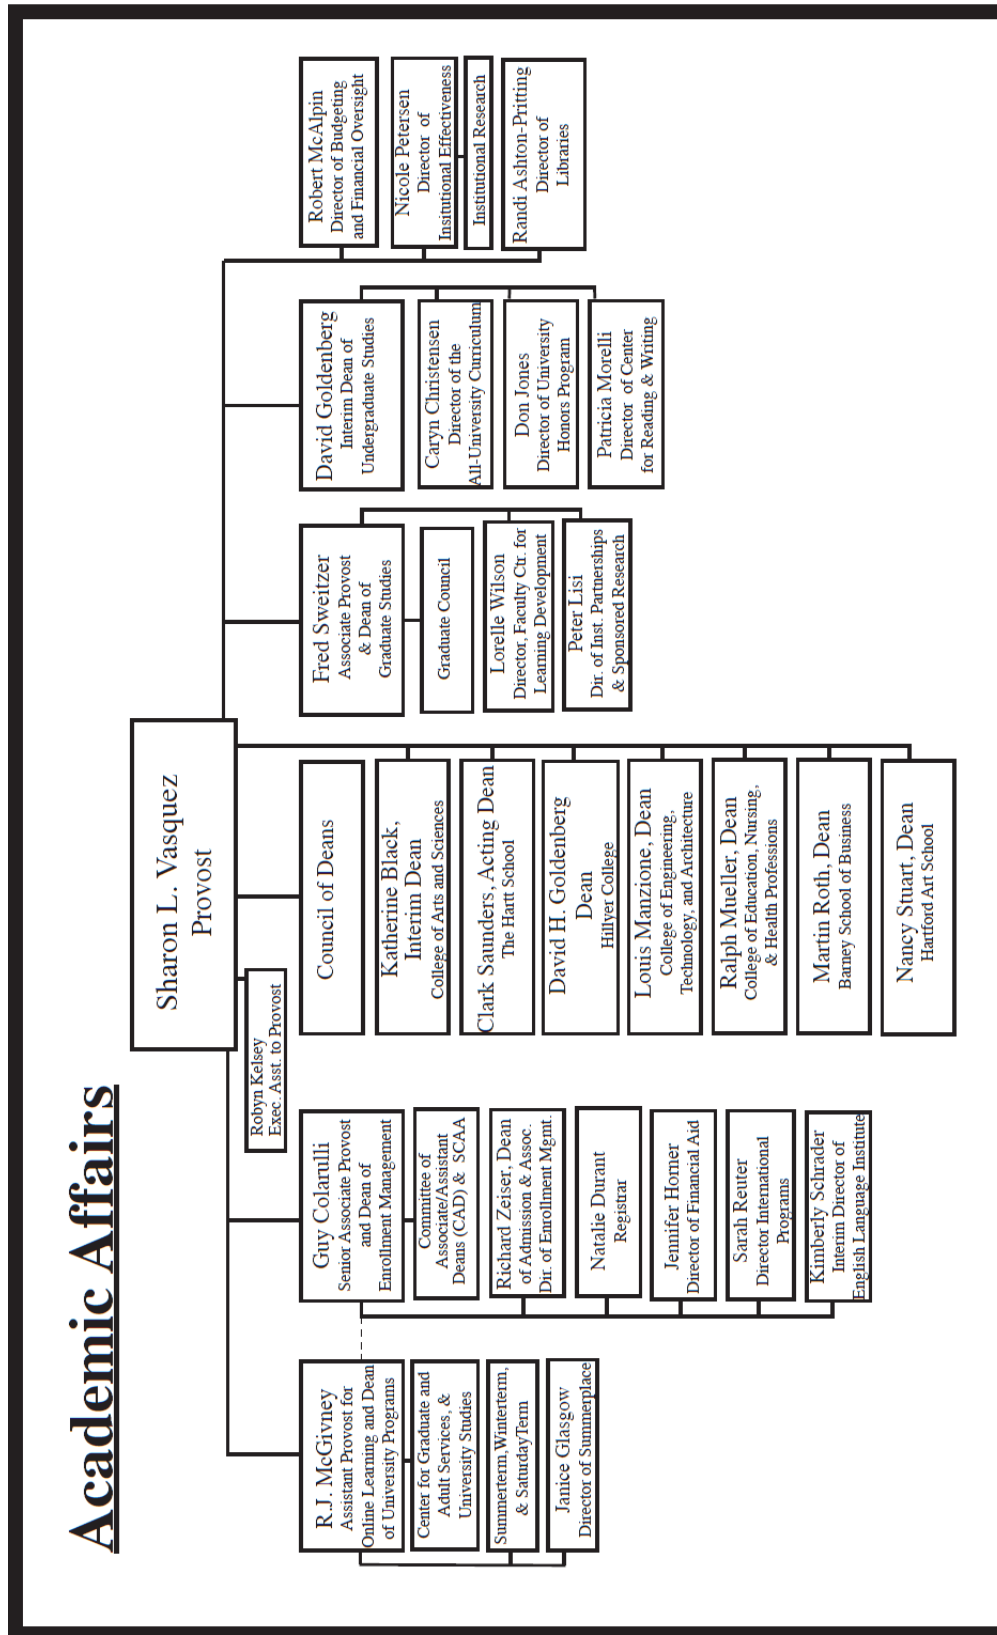 Academic Affairs
Sharon L. Vasquez
Provost
Robyn Kelsey
Exec. Asst. to Provost
R.J. McGivney
Assistant Provost for
Online Learning and Dean
of University Programs
Center for Graduate and
Adult Services, &
University Studies
Summerterm,Winterterm,
& SaturdayTerm
Janice Glasgow
Director of Summerplace
Guy Colarulli
Senior Associate Provost
and Dean of
Enrollment Management
Committee of
Associate/Assistant
Deans (CAD) & SCAA
Richard Zeiser, Dean
of Admission & Assoc.
Dir. of Enrollment Mgmt.
Natalie Durant
Registrar
Jennifer Horner
Director of Financial Aid
Sarah Reuter
Director International
Programs
Kimberly Schrader
Interim Director of
English Language Institute
Council of Deans
Katherine Black,
Interim Dean
College of Arts and Sciences
Clark Saunders, Acting Dean
The Hartt School
David H. Goldenberg
Dean
Hillyer College
Louis Manzione, Dean
College of Engineering,
Technology, and Architecture
Ralph Mueller, Dean
College of Education, Nursing,
& Health Professions
Martin Roth, Dean
Barney School of Business
Nancy Stuart, Dean
Hartford Art School
Fred Sweitzer
Associate Provost
& Dean of
Graduate Studies
Graduate Council
Lorelle Wilson
Director, Faculty Ctr. for
Learning Development
Peter Lisi
Dir. of Inst. Partnerships
& Sponsored Research
David Goldenberg
Interim Dean of
Undergraduate Studies
Caryn Christensen
Director of the
All-University Curriculum
Don Jones
Director of University
Honors Program
Patricia Morelli
Director of Center
for Reading & Writing
Robert McAlpin
Director of Budgeting
and Financial Oversight
Nicole Petersen
Director of
Insitutional Effectiveness
Institutional Research
Randi Ashton-Pritting
Director of
Libraries